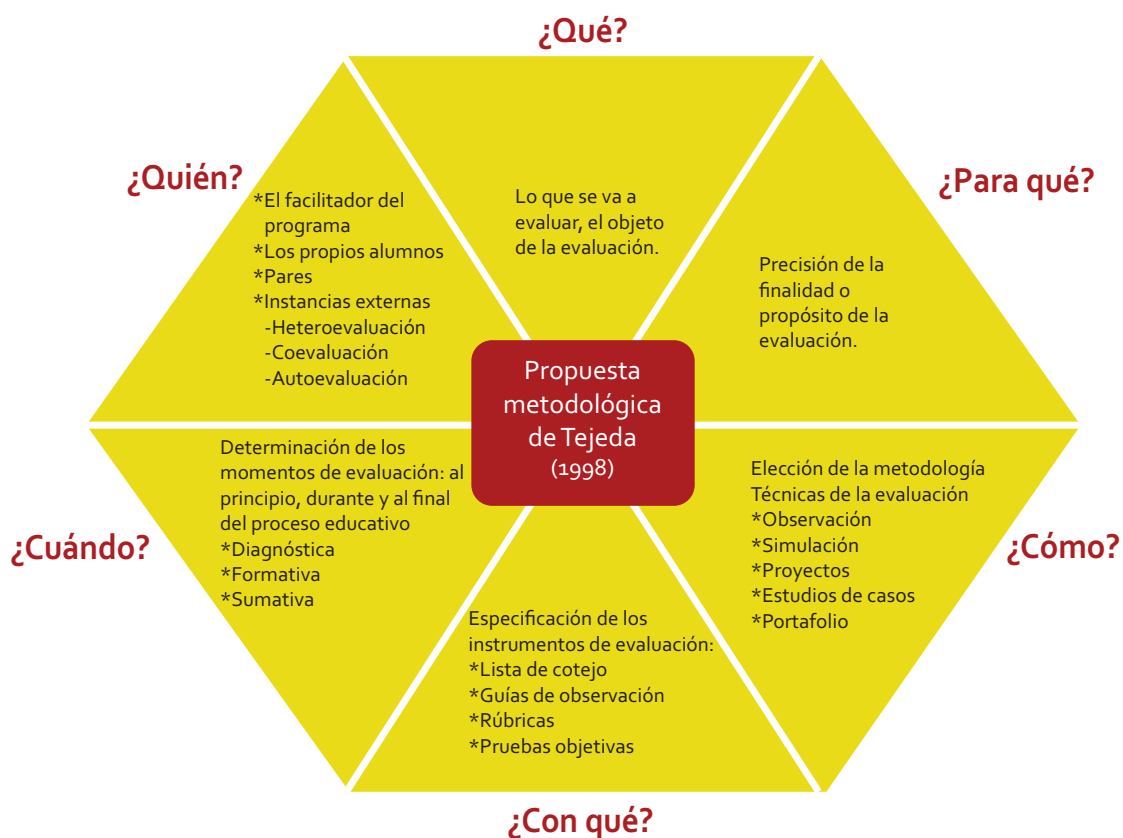 ¿Qué?
Lo que se va a
evaluar, el objeto
de la evaluación.
¿Para qué?
Precisión de la
finalidad o
propósito de la
evaluación.
¿Cómo?
Elección de la metodología
Técnicas de la evaluación
*Observación
*Simulación
*Proyectos
*Estudios de casos
*Portafolio
¿Con qué?
Especificación de los
instrumentos de evaluación:
*Lista de cotejo
*Guías de observación
*Rúbricas
*Pruebas objetivas
¿Cuándo?
Determinación de los
momentos de evaluación: al
principio, durante y al final
del proceso educativo
*Diagnóstica
*Formativa
*Sumativa
¿Quién?
*El facilitador del
programa
*Los propios alumnos
*Pares
*Instancias externas
-Heteroevaluación
-Coevaluación
-Autoevaluación
Propuesta
metodológica
de Tejeda
(1998)